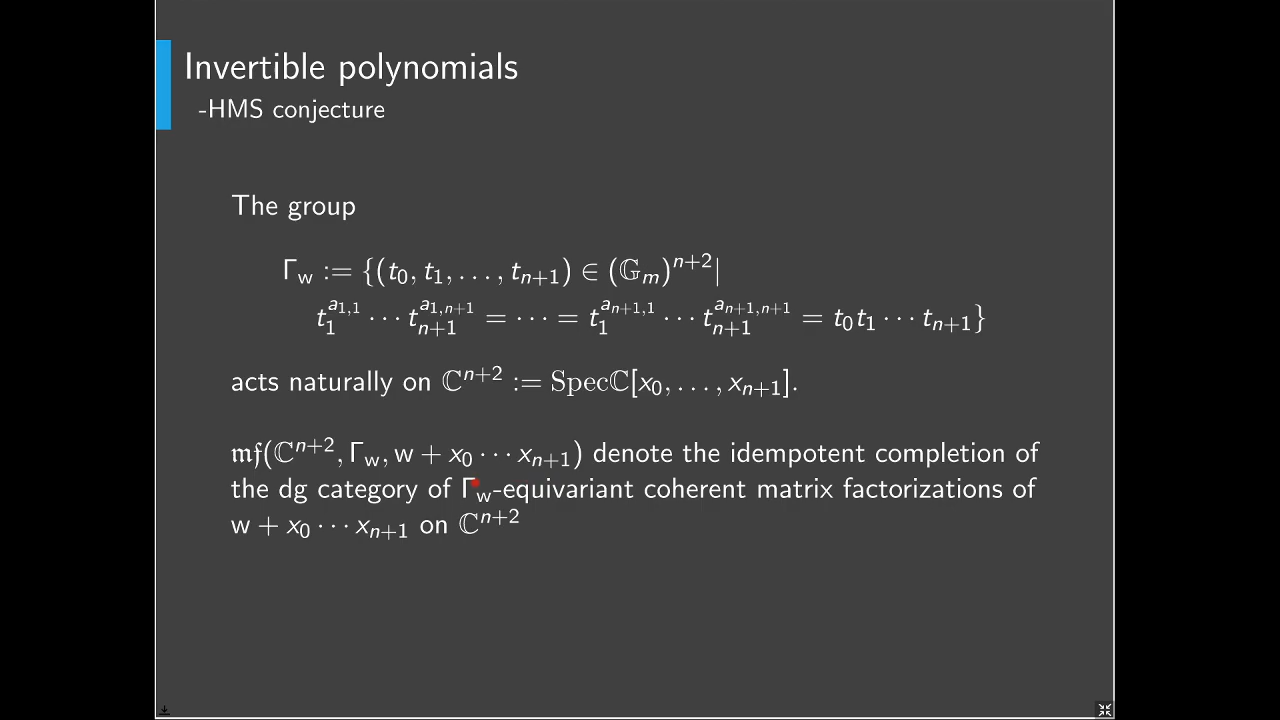 Invertible polynomials
-HMS conjecture
The group
Γ_w := {(t_0, t_1, . . . , t_{n+1}) ∈ (𝔾_m)^{n+2}|
t_1^{a_{1,1}} · · · t_{n+1}^{a_{1,n+1}} = · · · = t_1^{a_{n+1,1}} · · · t_{n+1}^{a_{n+1,n+1}} = t_0t_1 · · · t_{n+1}}
acts naturally on ℂ^{n+2} := Specℂ[x_0, . . . , x_{n+1}].
𝔪𝔣(ℂ^{n+2}, Γ_w, w + x_0 · · · x_{n+1}) denote the idempotent completion of
the dg category of Γ_w-equivariant coherent matrix factorizations of
w + x_0 · · · x_{n+1} on ℂ^{n+2}